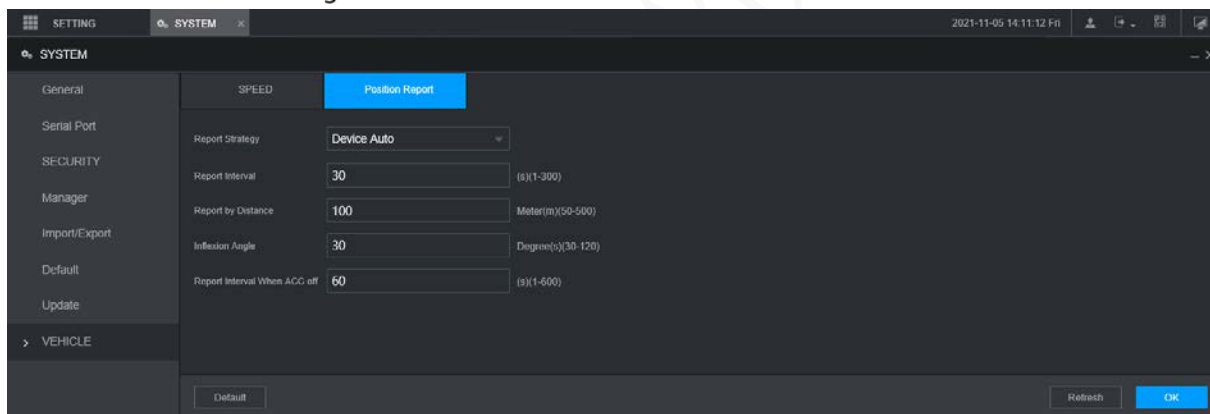 g
SETTING SYSTEM × 2021-11-05 14:11:12 Fri
SYSTEM
General SPEED Position Report
Serial Port Report Strategy Device Auto
SECURITY Report Interval 30 (s)(1-300)
Manager Report by Distance 100 Meter(m)(50-500)
Import/Export Inflexion Angle 30 Degree(s)(30-120)
Default Report Interval When ACC off 60 (s)(1-600)
Update
> VEHICLE
Default Refresh OK